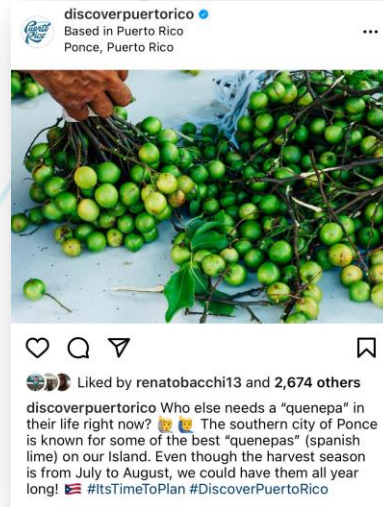 Puerto
Rico
discoverpuertorico
Based in Puerto Rico
Ponce, Puerto Rico
Liked by renatobacchi13 and 2,674 others
discoverpuertorico Who else needs a “quenepa” in
their life right now? 🙋‍♂️ 🙋 The southern city of Ponce
is known for some of the best “quenepas” (spanish
lime) on our Island. Even though the harvest season
is from July to August, we could have them all year
long! 🇵🇷 #ItsTimeToPlan #DiscoverPuertoRico